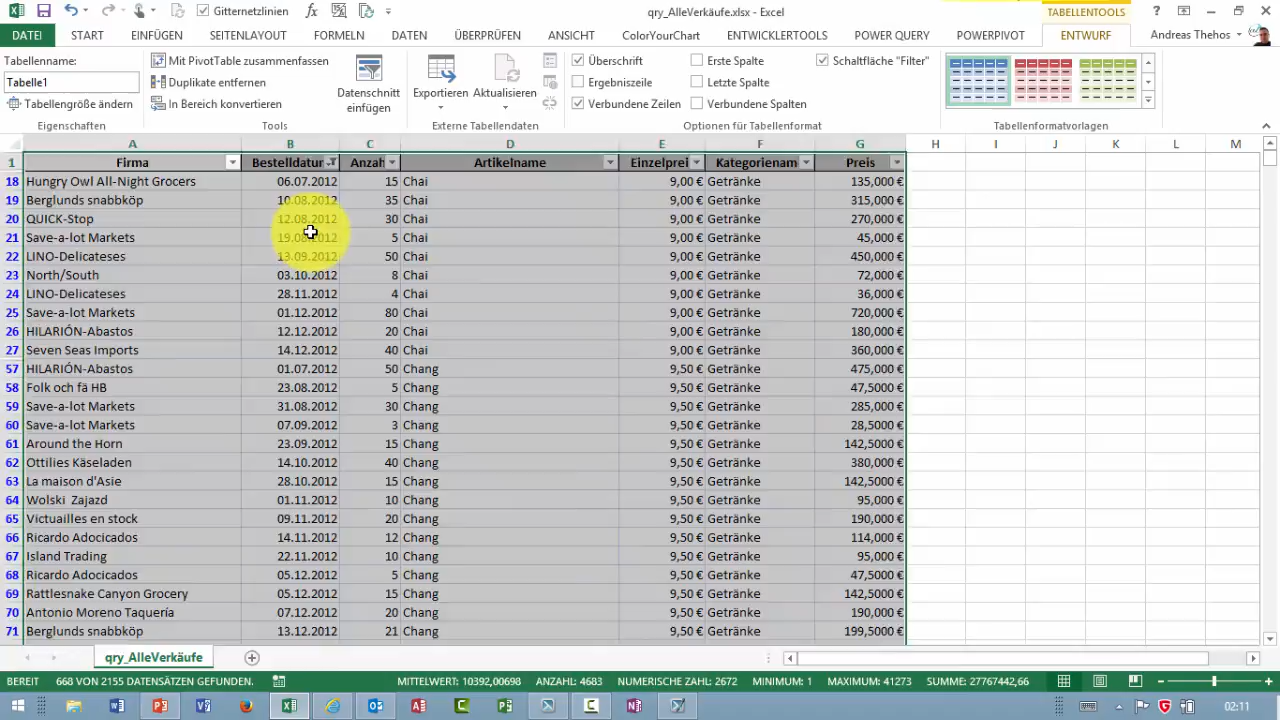 Gitternetzlinien
qry_AlleVerkäufe.xlsx - Excel
TABELLENTOOLS
DATEI START EINFÜGEN SEITENLAYOUT FORMELN DATEN ÜBERPRÜFEN ANSICHT ColorYourChart ENTWICKLERTOOLS POWER QUERY POWERPIVOT ENTWURF Andreas Thehos
Tabellenname:
Tabelle1
Tabellengröße ändern
Eigenschaften
Mit PivotTable zusammenfassen
Duplikate entfernen
In Bereich konvertieren
Tools
Datenschnitt
einfügen
Exportieren Aktualisieren
Externe Tabellendaten
Überschrift Erste Spalte Schaltfläche "Filter"
Ergebniszeile Letzte Spalte
Verbundene Zeilen Verbundene Spalten
Optionen für Tabellenformat
Tabellenformatvorlagen
A B C D E F G H I J K L M
1 Firma Bestelldatur Anzah Artikelname Einzelprei Kategorienam Preis
18 Hungry Owl All-Night Grocers 06.07.2012 15 Chai 9,00 € Getränke 135,000 €
19 Berglunds snabbköp 10.08.2012 35 Chai 9,00 € Getränke 315,000 €
20 QUICK-Stop 12.08.2012 30 Chai 9,00 € Getränke 270,000 €
21 Save-a-lot Markets 19.08.2012 5 Chai 9,00 € Getränke 45,000 €
22 LINO-Delicateses 13.09.2012 50 Chai 9,00 € Getränke 450,000 €
23 North/South 03.10.2012 8 Chai 9,00 € Getränke 72,000 €
24 LINO-Delicateses 28.11.2012 4 Chai 9,00 € Getränke 36,000 €
25 Save-a-lot Markets 01.12.2012 80 Chai 9,00 € Getränke 720,000 €
26 HILARIÓN-Abastos 12.12.2012 20 Chai 9,00 € Getränke 180,000 €
27 Seven Seas Imports 14.12.2012 40 Chai 9,00 € Getränke 360,000 €
57 HILARIÓN-Abastos 01.07.2012 50 Chang 9,50 € Getränke 475,000 €
58 Folk och fä HB 23.08.2012 5 Chang 9,50 € Getränke 47,5000 €
59 Save-a-lot Markets 31.08.2012 30 Chang 9,50 € Getränke 285,000 €
60 Save-a-lot Markets 07.09.2012 3 Chang 9,50 € Getränke 28,5000 €
61 Around the Horn 23.09.2012 15 Chang 9,50 € Getränke 142,5000 €
62 Ottilies Käseladen 14.10.2012 40 Chang 9,50 € Getränke 380,000 €
63 La maison d'Asie 28.10.2012 15 Chang 9,50 € Getränke 142,5000 €
64 Wolski Zajazd 01.11.2012 10 Chang 9,50 € Getränke 95,000 €
65 Victuailles en stock 09.11.2012 20 Chang 9,50 € Getränke 190,000 €
66 Ricardo Adocicados 14.11.2012 12 Chang 9,50 € Getränke 114,000 €
67 Island Trading 22.11.2012 10 Chang 9,50 € Getränke 95,000 €
68 Ricardo Adocicados 05.12.2012 5 Chang 9,50 € Getränke 47,5000 €
69 Rattlesnake Canyon Grocery 05.12.2012 15 Chang 9,50 € Getränke 142,5000 €
70 Antonio Moreno Taquería 07.12.2012 20 Chang 9,50 € Getränke 190,000 €
71 Berglunds snabbköp 13.12.2012 21 Chang 9,50 € Getränke 199,5000 €
qry_AlleVerkäufe
BEREIT 668 VON 2155 DATENSÄTZEN GEFUNDEN. MITTELWERT: 10392,00698 ANZAHL: 4683 NUMERISCHE ZAHL: 2672 MINIMUM: 1 MAXIMUM: 41273 SUMME: 27767442,66
02:11